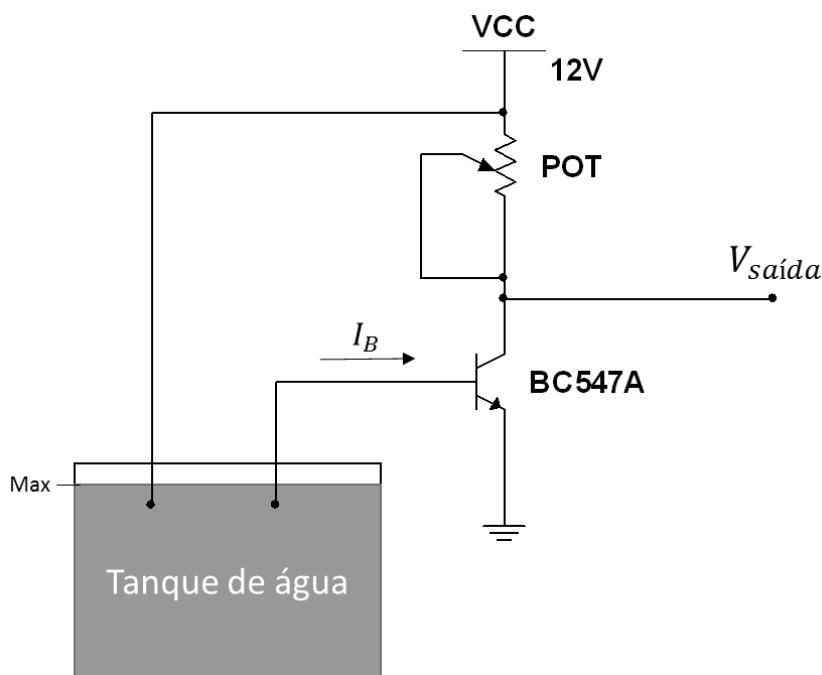 VCC
12V
POT
V_saída
I_B
BC547A
Max
Tanque de água